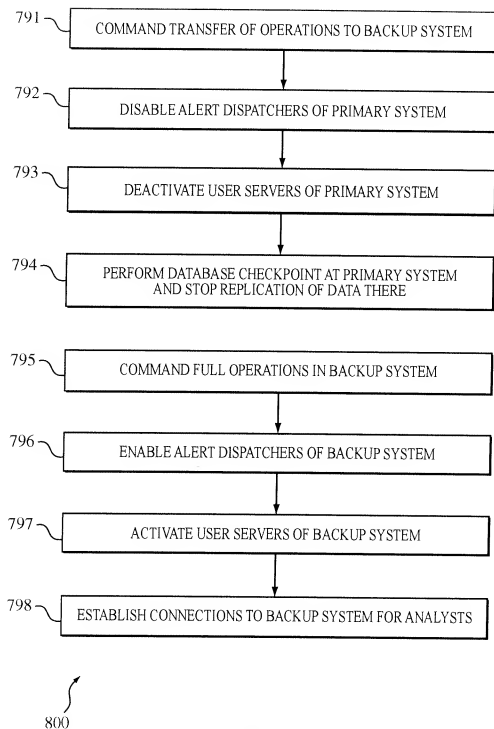 791
COMMAND TRANSFER OF OPERATIONS TO BACKUP SYSTEM
792
DISABLE ALERT DISPATCHERS OF PRIMARY SYSTEM
793
DEACTIVATE USER SERVERS OF PRIMARY SYSTEM
794
PERFORM DATABASE CHECKPOINT AT PRIMARY SYSTEM
AND STOP REPLICATION OF DATA THERE
795
COMMAND FULL OPERATIONS IN BACKUP SYSTEM
796
ENABLE ALERT DISPATCHERS OF BACKUP SYSTEM
797
ACTIVATE USER SERVERS OF BACKUP SYSTEM
798
ESTABLISH CONNECTIONS TO BACKUP SYSTEM FOR ANALYSTS
800